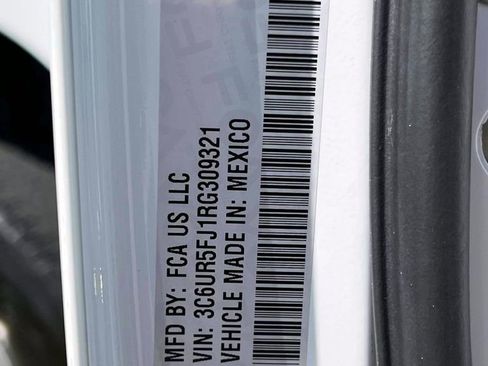 MFD BY: FCA US LLC
VIN: 3C6UR5FJ1RG309321
VEHICLE MADE IN: MEXICO